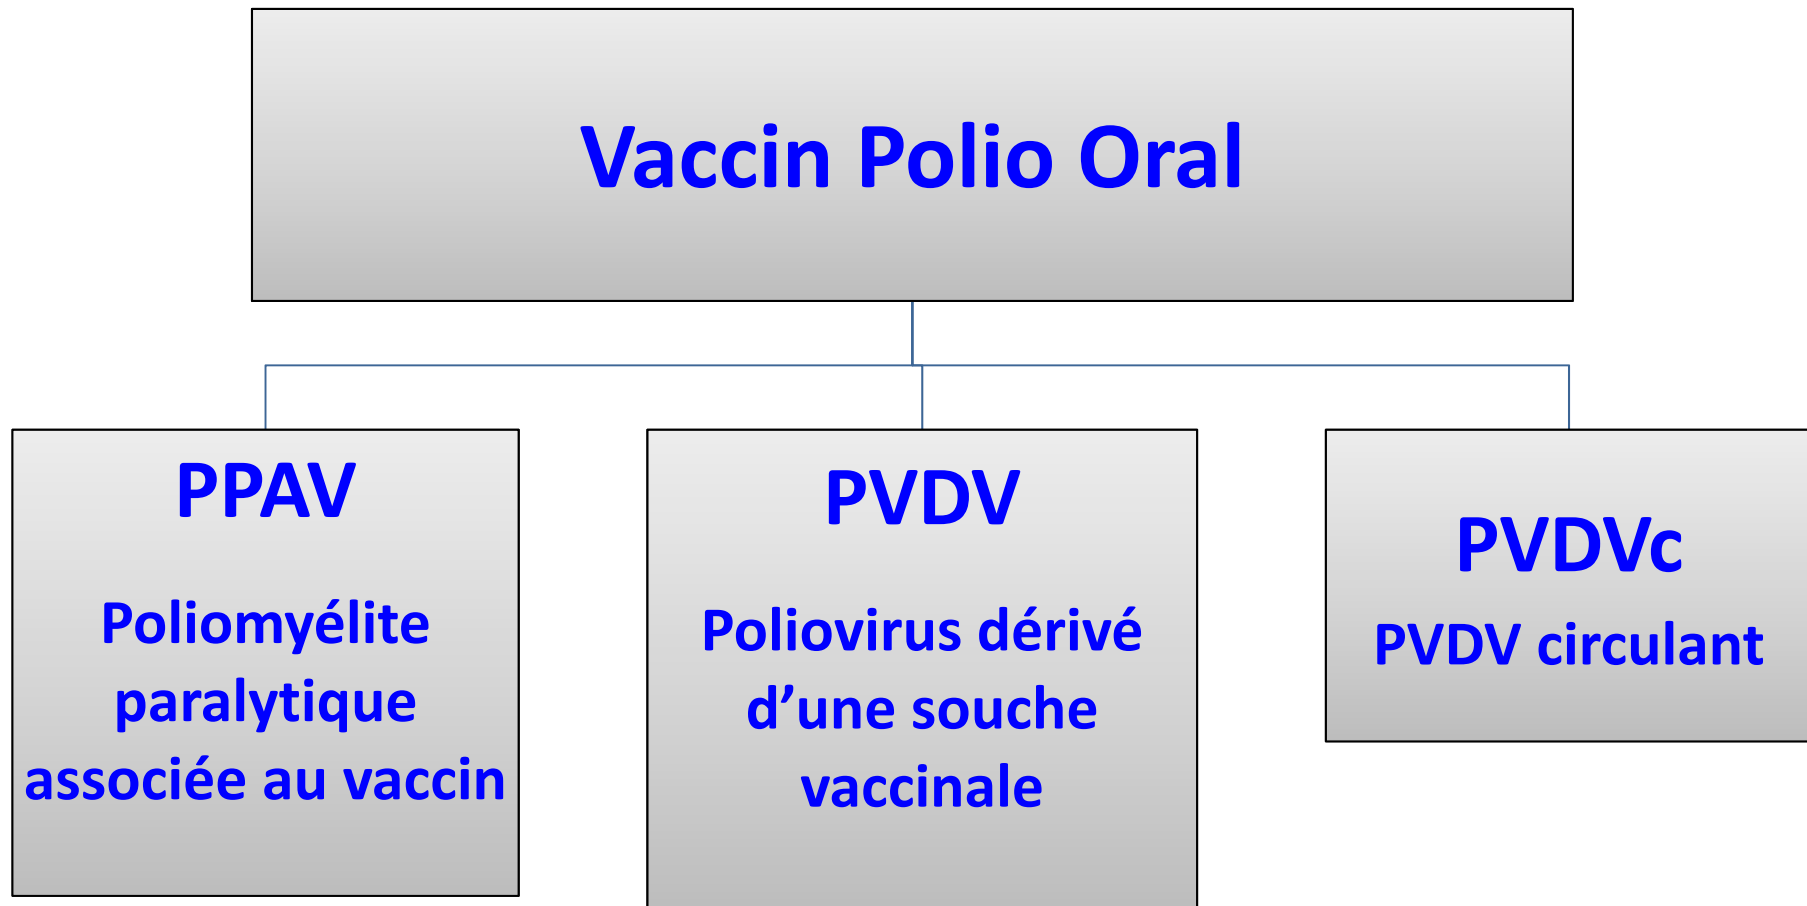 Vaccin Polio Oral
PPAV
Poliomyélite
paralytique
associée au vaccin
PVDV
Poliovirus dérivé
d’une souche
vaccinale
PVDVc
PVDV circulant